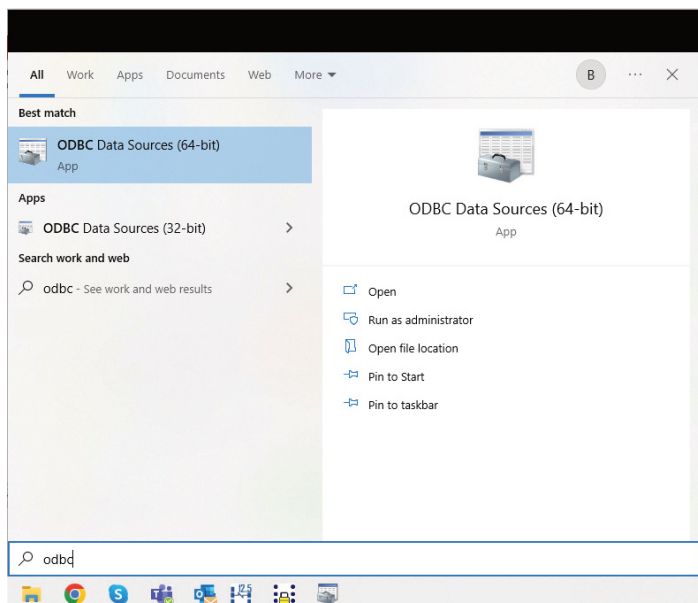 All Work Apps Documents Web More B ...
Best match
ODBC Data Sources (64-bit)
App
Apps
ODBC Data Sources (32-bit)
Search work and web
odbc - See work and web results
ODBC Data Sources (64-bit)
App
Open
Run as administrator
Open file location
Pin to Start
Pin to taskbar
odbc